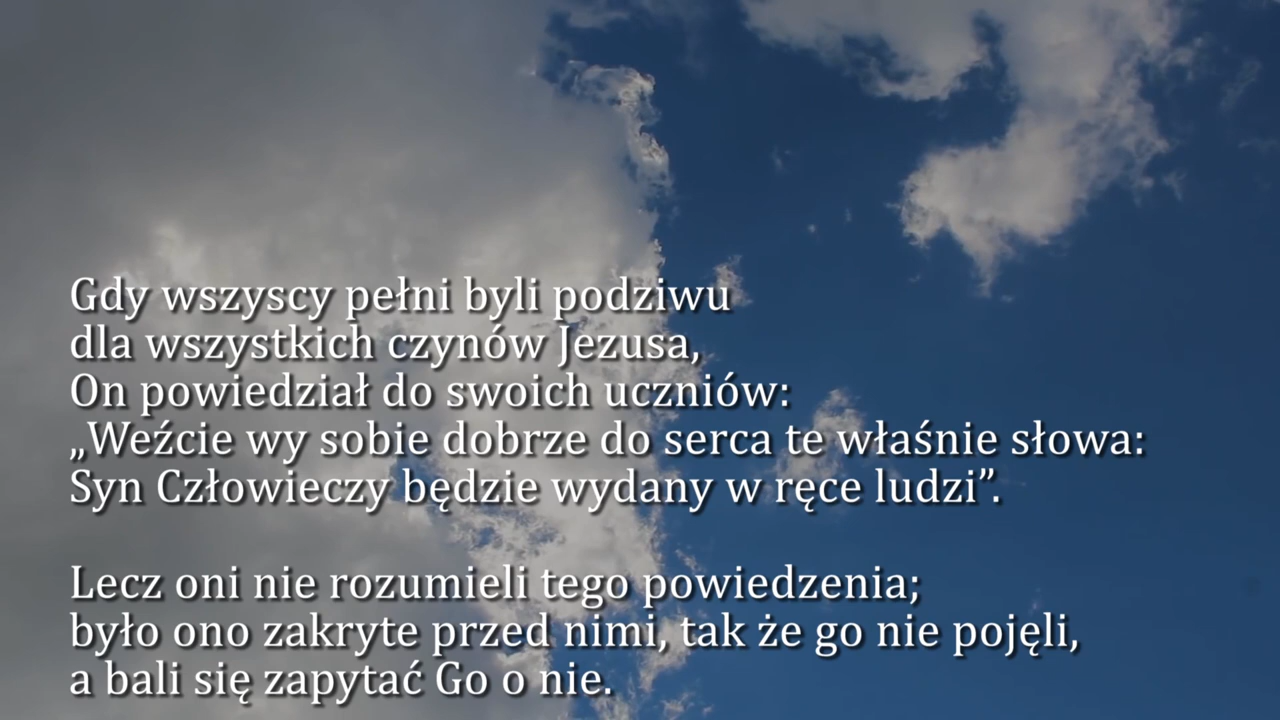 Gdy wszyscy pełni byli podziwu
dla wszystkich czynów Jezusa,
On powiedział do swoich uczniów:
„Weźcie wy sobie dobrze do serca te właśnie słowa:
Syn Człowieczy będzie wydany w ręce ludzi”.
Lecz oni nie rozumieli tego powiedzenia;
było ono zakryte przed nimi, tak że go nie pojęli,
a bali się zapytać Go o nie.